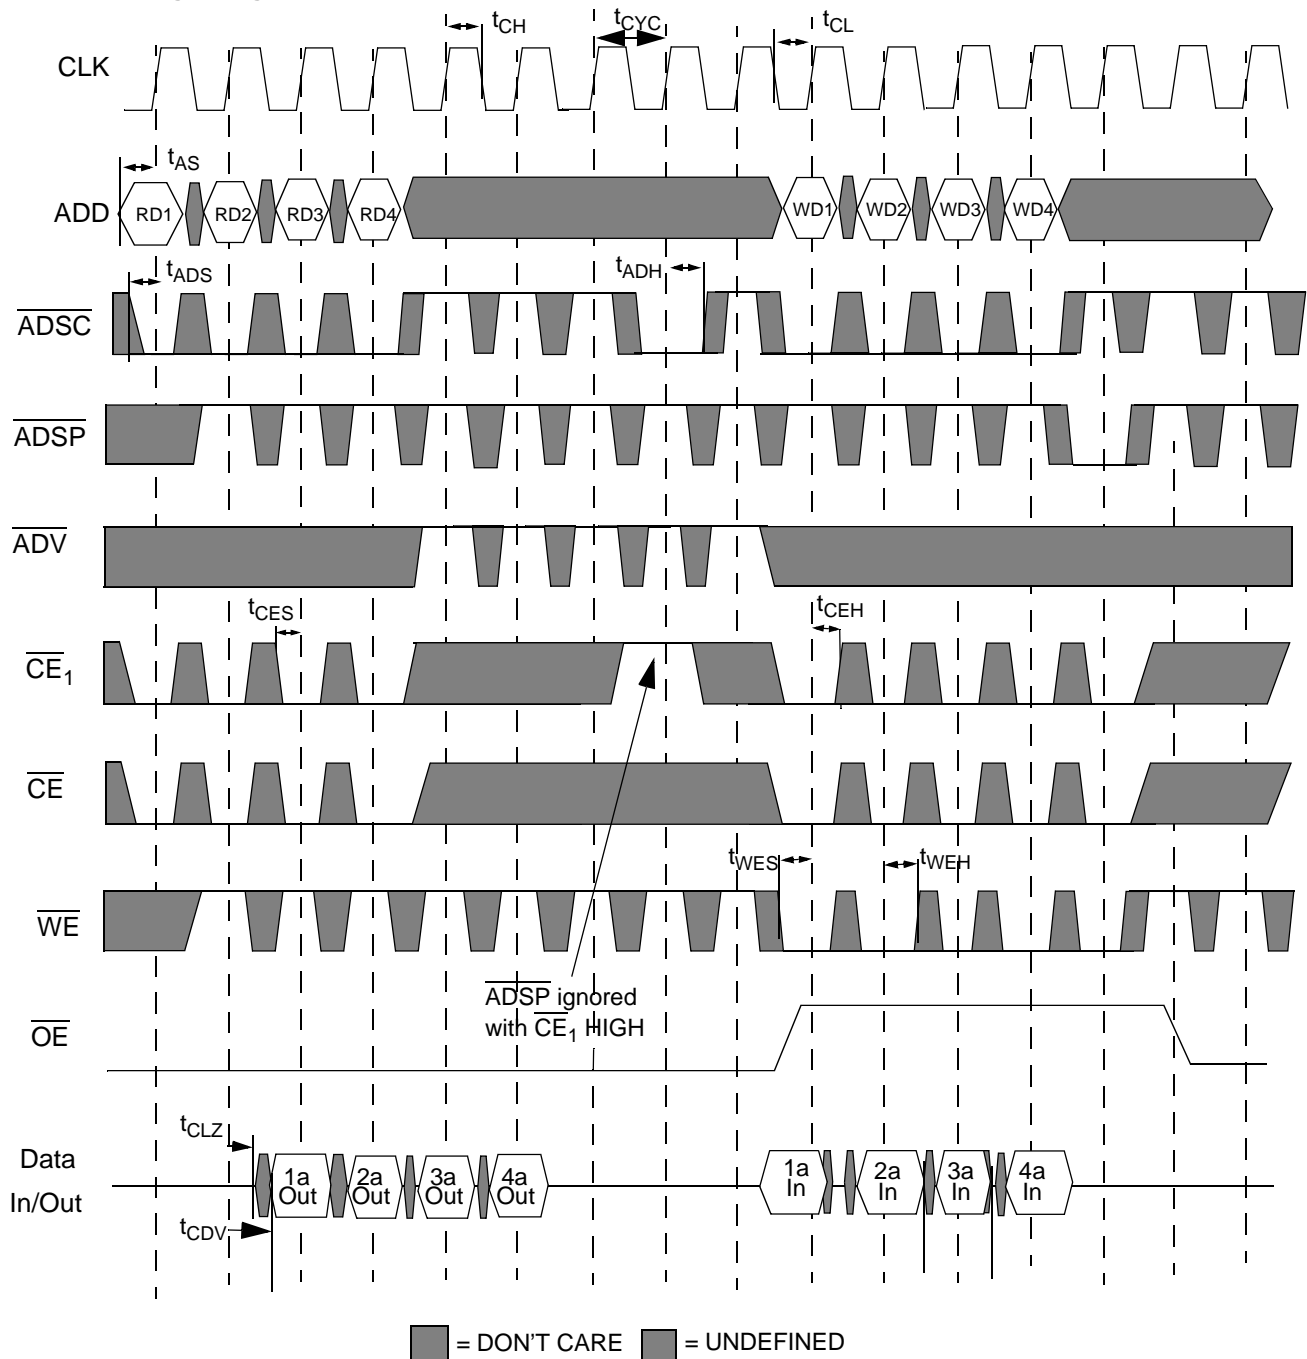 tCH
tCYC
tCL
CLK
tAS
ADD
RD1 RD2 RD3 RD4 WD1 WD2 WD3 WD4
tADS
tADH
ADSC
ADSP
ADV
tCES
tCEH
CE1
CE
tWES
tWEH
WE
ADSP ignored
with CE1 HIGH
OE
tCLZ
Data
In/Out
1a
Out
2a
Out
3a
Out
4a
Out
1a
In
2a
In
3a
In
4a
In
tCDV
= DON'T CARE
= UNDEFINED